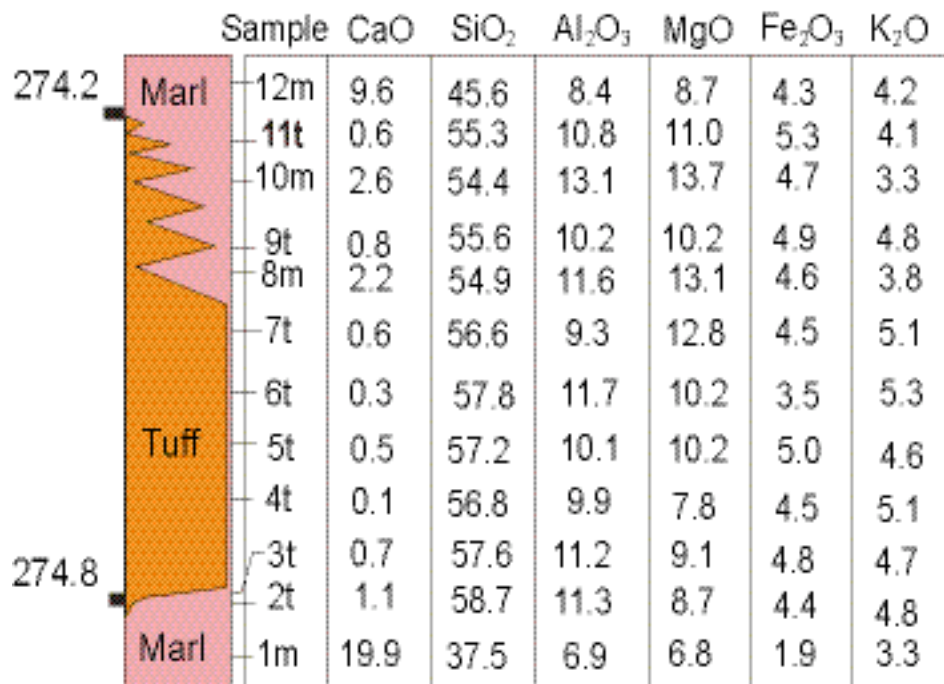 Sample CaO SiO₂ Al₂O₃ MgO Fe₂O₃ K₂O
274.2 Marl 12m 9.6 45.6 8.4 8.7 4.3 4.2
11t 0.6 55.3 10.8 11.0 5.3 4.1
10m 2.6 54.4 13.1 13.7 4.7 3.3
9t 0.8 55.6 10.2 10.2 4.9 4.8
8m 2.2 54.9 11.6 13.1 4.6 3.8
7t 0.6 56.6 9.3 12.8 4.5 5.1
6t 0.3 57.8 11.7 10.2 3.5 5.3
Tuff 5t 0.5 57.2 10.1 10.2 5.0 4.6
4t 0.1 56.8 9.9 7.8 4.5 5.1
274.8 3t 0.7 57.6 11.2 9.1 4.8 4.7
2t 1.1 58.7 11.3 8.7 4.4 4.8
Marl 1m 19.9 37.5 6.9 6.8 1.9 3.3